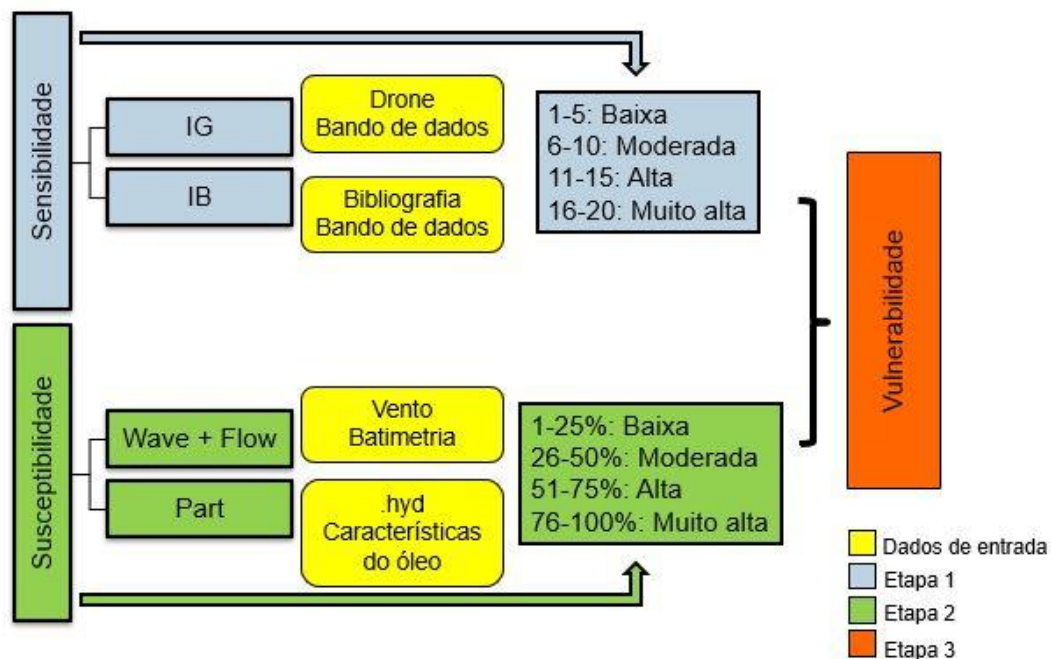 Sensibilidade
IG
Drone
Bando de dados
IB
Bibliografia
Bando de dados
1-5: Baixa
6-10: Moderada
11-15: Alta
16-20: Muito alta
Susceptibilidade
Wave + Flow
Vento
Batimetria
Part
.hyd
Características
do óleo
1-25%: Baixa
26-50%: Moderada
51-75%: Alta
76-100%: Muito alta
Vulnerabilidade
Dados de entrada
Etapa 1
Etapa 2
Etapa 3